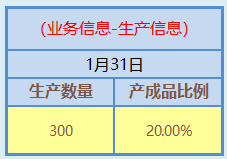 (业务信息-生产信息)
1月31日
生产数量 产成品比例
300 20.00%